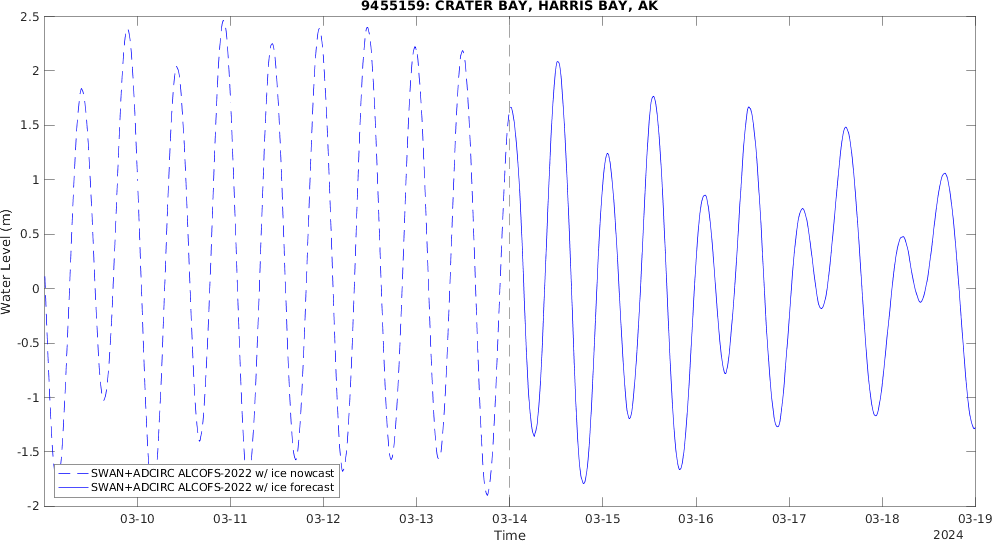 9455159: CRATER BAY, HARRIS BAY, AK
2.5
2
1.5
1
0.5
0
-0.5
-1
-1.5
-2
Water Level (m)
SWAN+ADCIRC ALCOFS-2022 w/ ice nowcast
SWAN+ADCIRC ALCOFS-2022 w/ ice forecast
03-10 03-11 03-12 03-13 03-14 03-15 03-16 03-17 03-18 03-19
Time
2024